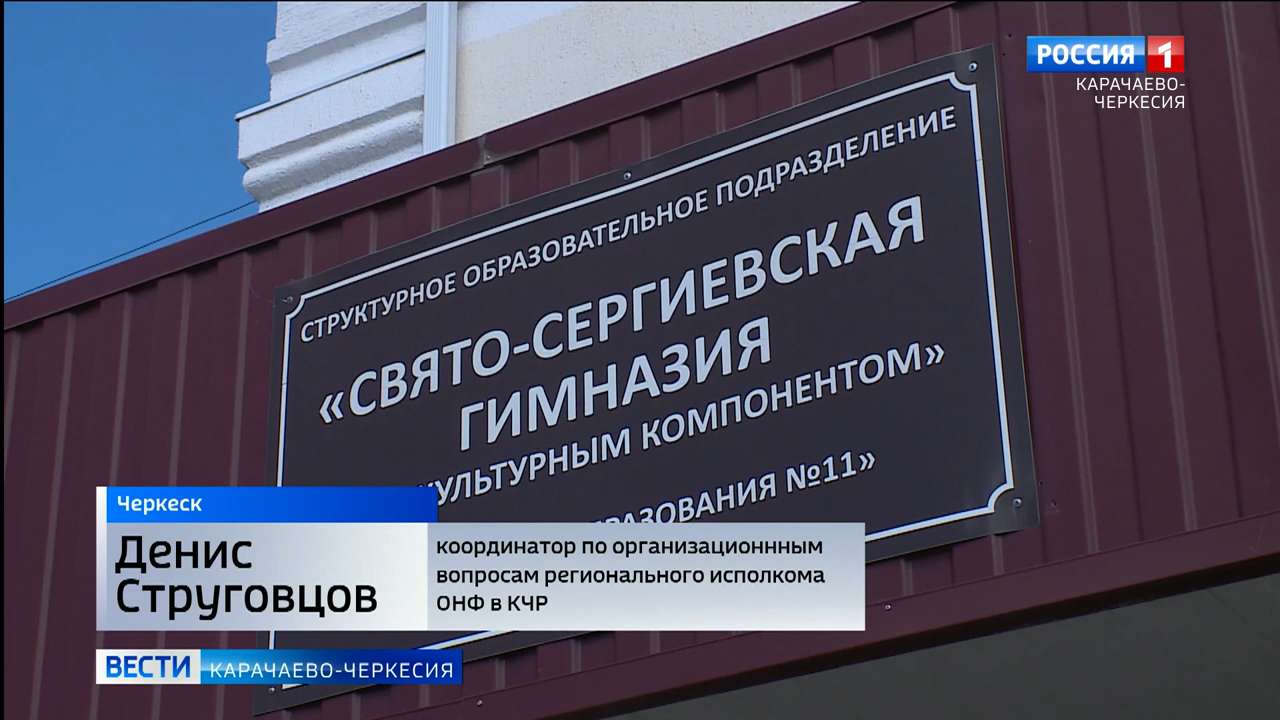 РОССИЯ 1
КАРАЧАЕВО-
ЧЕРКЕСИЯ
СТРУКТУРНОЕ ОБРАЗОВАТЕЛЬНОЕ ПОДРАЗДЕЛЕНИЕ
«СВЯТО-СЕРГИЕВСКАЯ
ГИМНАЗИЯ
КУЛЬТУРНЫМ КОМПОНЕНТОМ»
№11»
Черкеск
Денис
Струговцов
координатор по организационнным
вопросам регионального исполкома
ОНФ в КЧР
ВЕСТИ КАРАЧАЕВО-ЧЕРКЕСИЯ